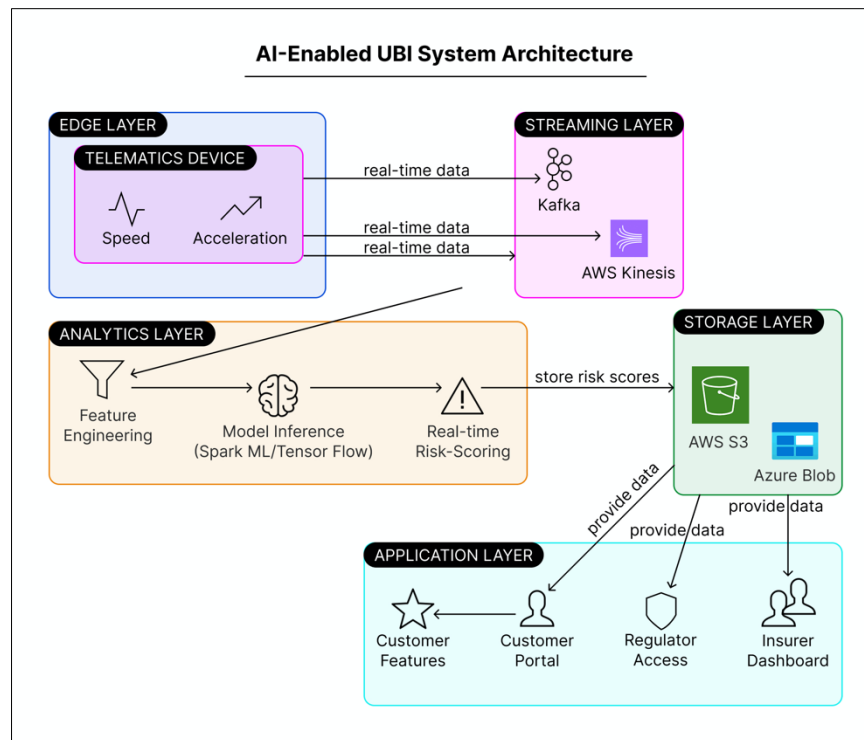 AI-Enabled UBI System Architecture
EDGE LAYER
TELEMATICS DEVICE
Speed
Acceleration
real-time data
real-time data
real-time data
STREAMING LAYER
Kafka
AWS Kinesis
ANALYTICS LAYER
Feature
Engineering
Model Inference
(Spark ML/Tensor Flow)
Real-time
Risk-Scoring
store risk scores
STORAGE LAYER
AWS S3
Azure Blob
provide data
provide data
provide data
APPLICATION LAYER
Customer
Features
Customer
Portal
Regulator
Access
Insurer
Dashboard